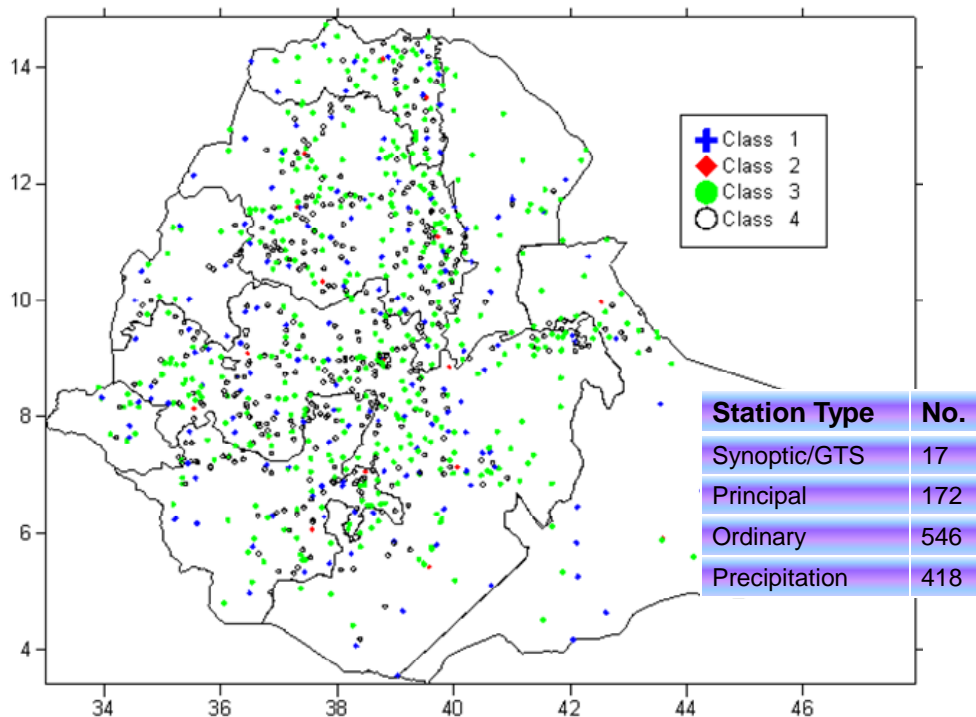 14
12
10
8
6
4
34
36
38
40
42
44
46
Class 1
Class 2
Class 3
Class 4
Station Type No.
Synoptic/GTS 17
Principal 172
Ordinary 546
Precipitation 418